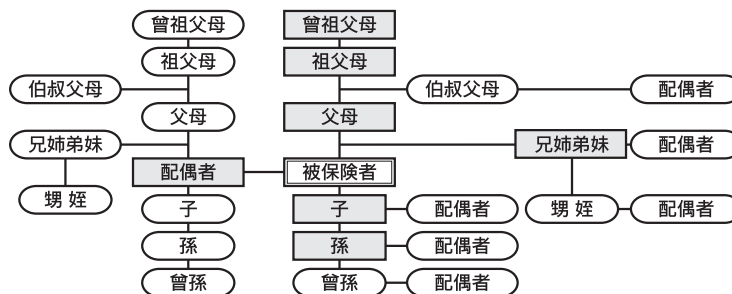 曾祖父母 曾祖父母
祖父母 祖父母
伯叔父母 伯叔父母 配偶者
父母 父母
兄姉弟妹 兄姉弟妹 配偶者
配偶者 被保険者
甥 姪 子 子 配偶者 甥 姪 配偶者
孫 孫 配偶者
曾孫 曾孫 配偶者